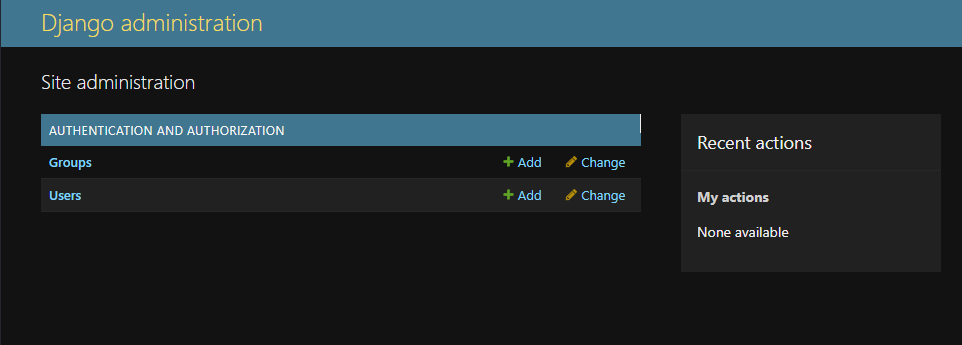 Django administration
Site administration
AUTHENTICATION AND AUTHORIZATION
Groups Add Change
Users Add Change
Recent actions
My actions
None available